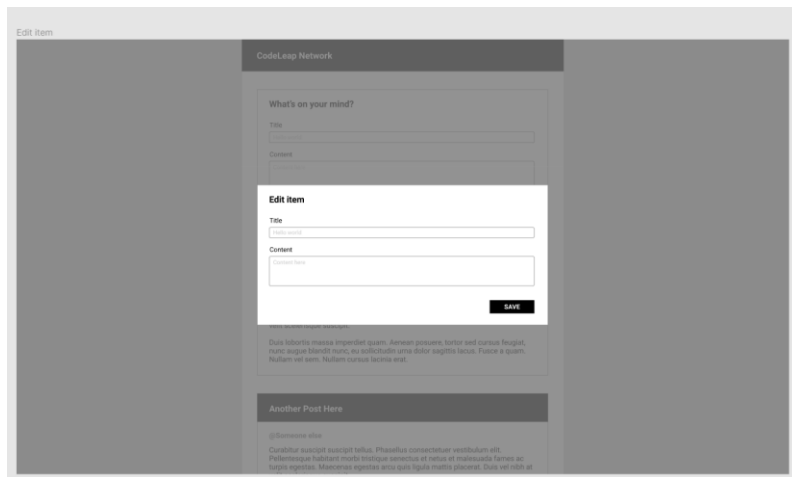 Edit item
CodeLeap Network
What's on your mind?
Title
Content
Edit item
Title
Hello world
Content
Content here
SAVE
Duis lobortis massa imperdiet quam. Aenean posuere, tortor sed cursus feugiat,
nunc augue blandit nunc, eu sollicitudin urna dolor sagittis lacus. Fusce a quam.
Nullam vel sem. Nullam cursus lacinia erat.
Another Post Here
@Someone else
Curabitur suscipit suscipit tellus. Phasellus consectetuer vestibulum elit.
Pellentesque habitant morbi tristique senectus et netus et malesuada fames ac
turpis egestas. Maecenas egestas arcu quis ligula mattis placerat. Duis vel nibh at